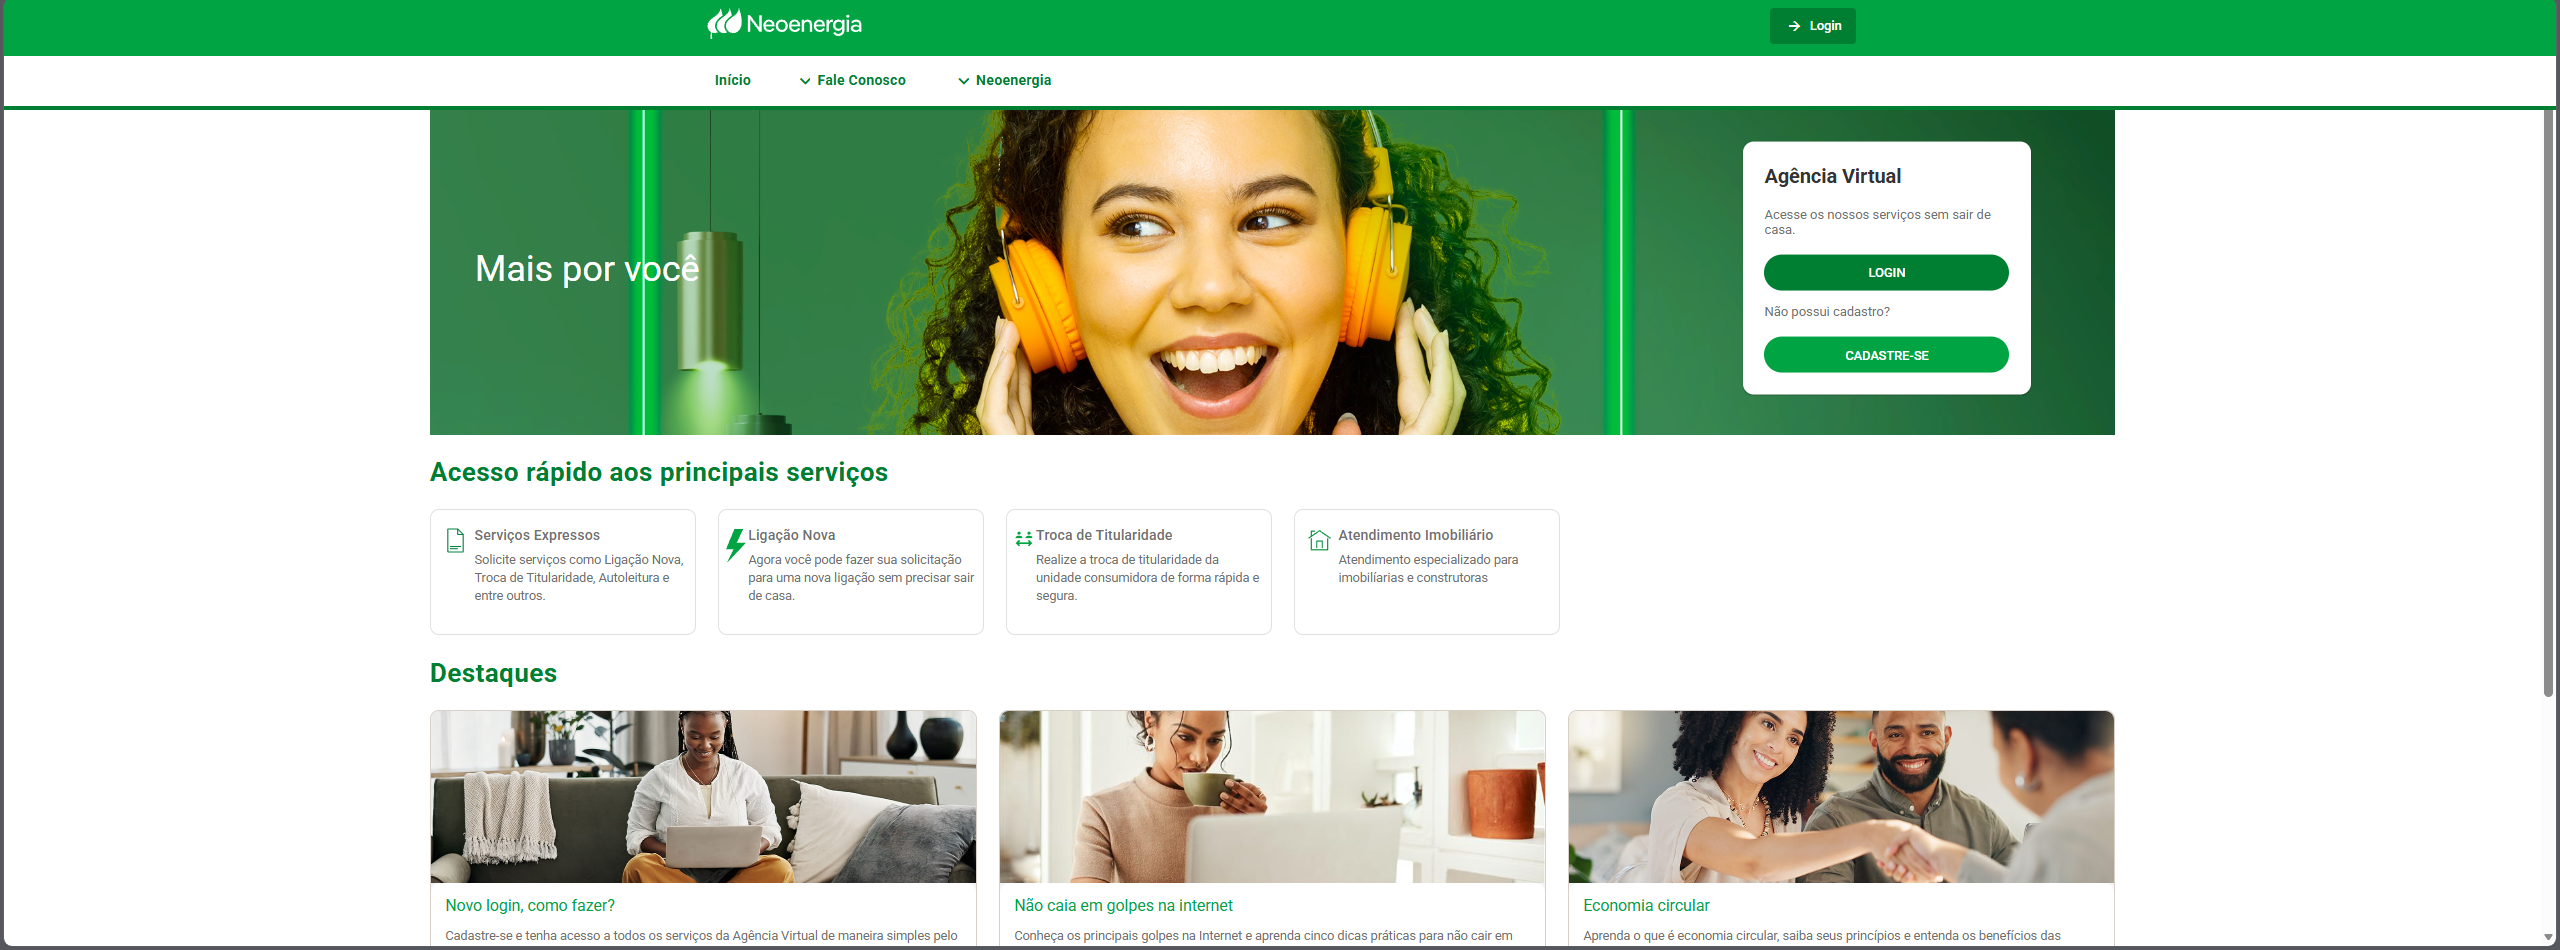 Neoenergia
Login
Início
Fale Conosco
Neoenergia
Mais por você
Agência Virtual
Acesse os nossos serviços sem sair de
casa.
LOGIN
Não possui cadastro?
CADASTRE-SE
Acesso rápido aos principais serviços
Serviços Expressos
Solicite serviços como Ligação Nova,
Troca de Titularidade, Autoleitura e
entre outros.
Ligação Nova
Agora você pode fazer sua solicitação
para uma nova ligação sem precisar sair
de casa.
Troca de Titularidade
Realize a troca de titularidade da
unidade consumidora de forma rápida e
segura.
Atendimento Imobiliário
Atendimento especializado para
imobilíarias e construtoras
Destaques
Novo login, como fazer?
Cadastre-se e tenha acesso a todos os serviços da Agência Virtual de maneira simples pelo
Não caia em golpes na internet
Conheça os principais golpes na Internet e aprenda cinco dicas práticas para não cair em
Economia circular
Aprenda o que é economia circular, saiba seus princípios e entenda os benefícios das